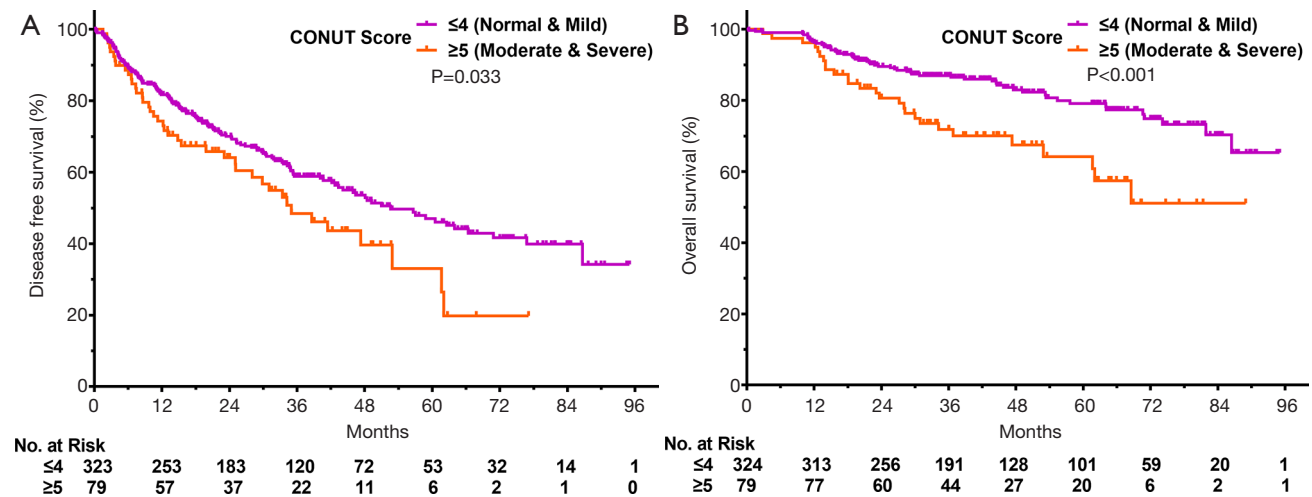 A
CONUT Score
≤4 (Normal & Mild)
≥5 (Moderate & Severe)
P=0.033
Disease free survival (%)
100
80
60
40
20
0
0 12 24 36 48 60 72 84 96
Months
No. at Risk
≤4 323 253 183 120 72 53 32 14 1
≥5 79 57 37 22 11 6 2 1 0
B
CONUT Score
≤4 (Normal & Mild)
≥5 (Moderate & Severe)
P<0.001
Overall survival (%)
100
80
60
40
20
0
0 12 24 36 48 60 72 84 96
Months
No. at Risk
≤4 324 313 256 191 128 101 59 20 1
≥5 79 77 60 44 27 20 6 2 1